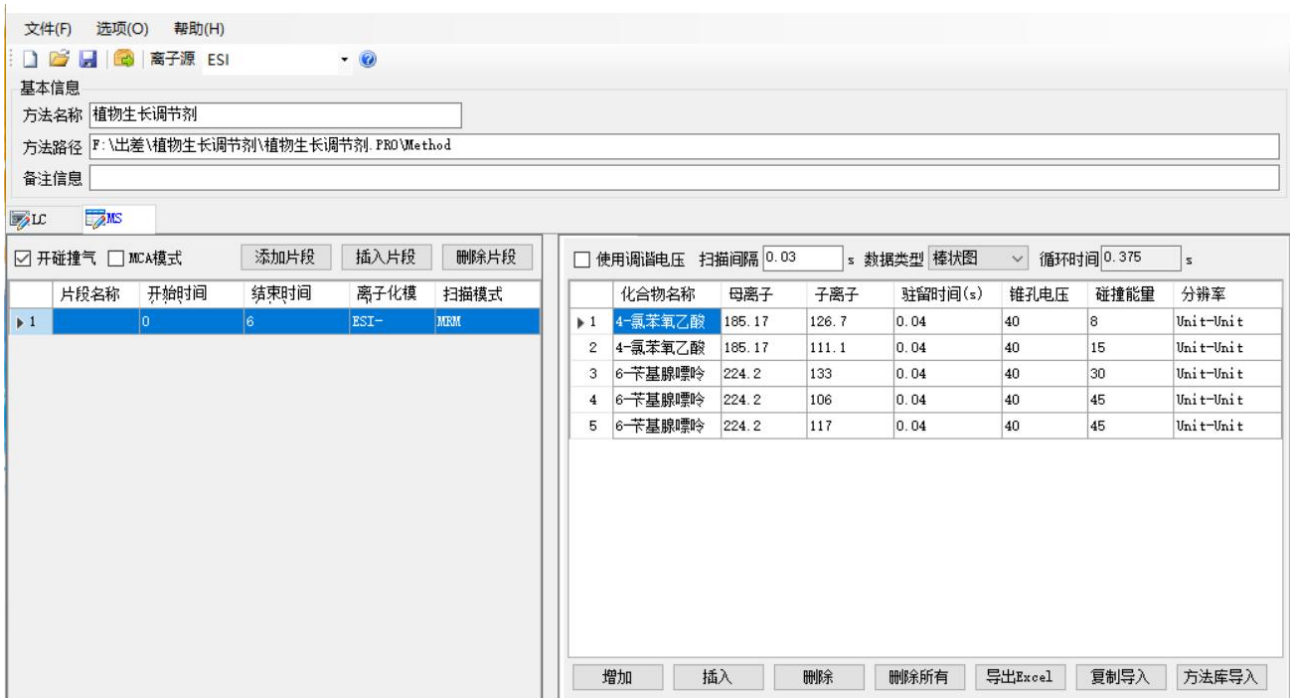 文件(F) 选项(O) 帮助(H)
离子源 ESI
基本信息
方法名称 植物生长调节剂
方法路径 F:\出差\植物生长调节剂\植物生长调节剂.PRO\Method
备注信息
LC MS
开碰撞气 MCA模式 添加片段 插入片段 删除片段
片段名称 开始时间 结束时间 离子化模 扫描模式
1 0 6 ESI- MRM
使用调谐电压 扫描间隔 0.03 s 数据类型 棒状图 循环时间 0.375 s
化合物名称 母离子 子离子 驻留时间(s) 锥孔电压 碰撞能量 分辨率
1 4-氯苯氧乙酸 185.17 126.7 0.04 40 8 Unit-Unit
2 4-氯苯氧乙酸 185.17 111.1 0.04 40 15 Unit-Unit
3 6-苄基腺嘌呤 224.2 133 0.04 40 30 Unit-Unit
4 6-苄基腺嘌呤 224.2 106 0.04 40 45 Unit-Unit
5 6-苄基腺嘌呤 224.2 117 0.04 40 45 Unit-Unit
增加 插入 删除 删除所有 导出Excel 复制导入 方法库导入